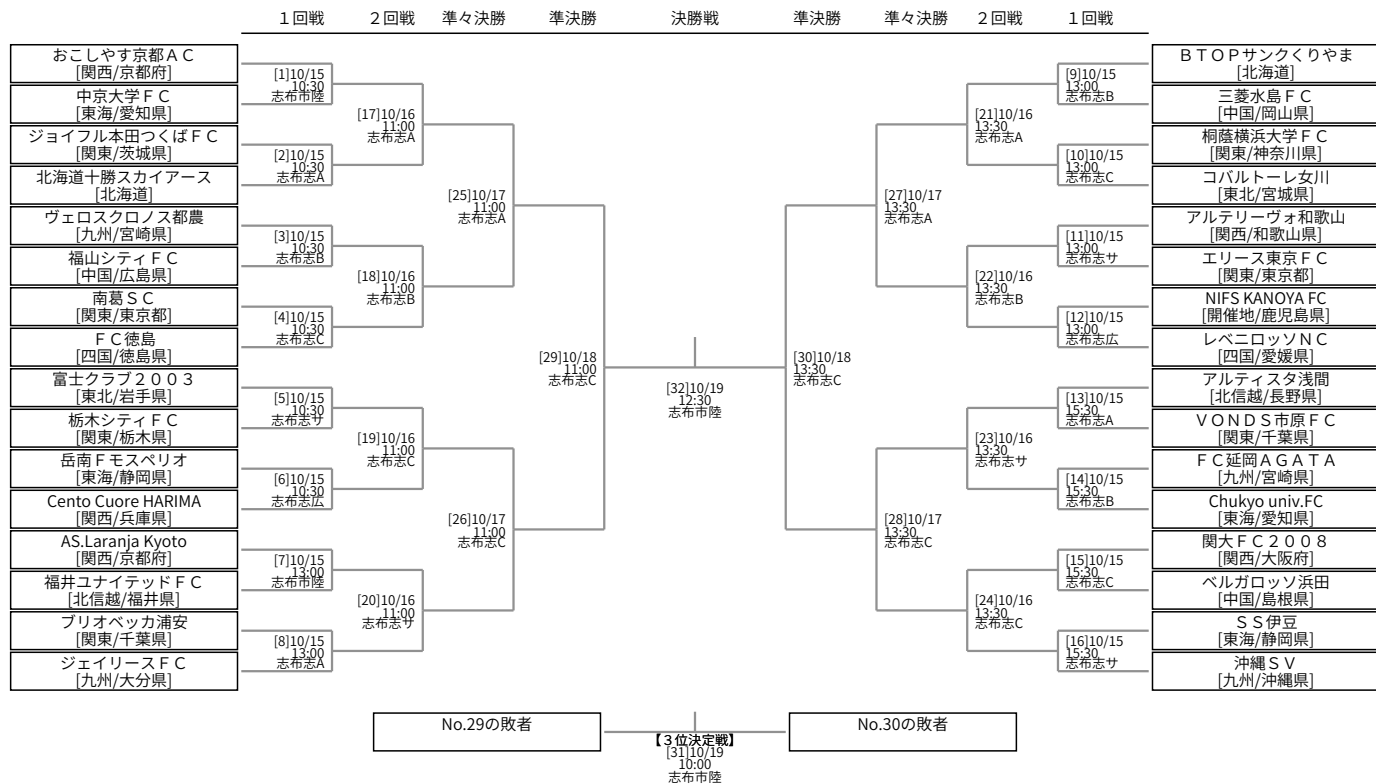 １回戦 ２回戦 準々決勝 準決勝 決勝戦 準決勝 準々決勝 ２回戦 １回戦
おこしやす京都ＡＣ
[関西/京都府]
中京大学ＦＣ
[東海/愛知県]
ジョイフル本田つくばＦＣ
[関東/茨城県]
北海道十勝スカイアース
[北海道]
ヴェロスクロノス都農
[九州/宮崎県]
福山シティＦＣ
[中国/広島県]
南葛ＳＣ
[関東/東京都]
ＦＣ徳島
[四国/徳島県]
富士クラブ２００３
[東北/岩手県]
栃木シティＦＣ
[関東/栃木県]
岳南Ｆモスペリオ
[東海/静岡県]
Cento Cuore HARIMA
[関西/兵庫県]
AS.Laranja Kyoto
[関西/京都府]
福井ユナイテッドＦＣ
[北信越/福井県]
ブリオベッカ浦安
[関東/千葉県]
ジェイリースＦＣ
[九州/大分県]
[1]10/15
10:30
志布市陸
[2]10/15
10:30
志布志A
[3]10/15
10:30
志布志B
[4]10/15
10:30
志布志C
[5]10/15
10:30
志布志サ
[6]10/15
10:30
志布志広
[7]10/15
13:00
志布市陸
[8]10/15
13:00
志布志A
[17]10/16
11:00
志布志A
[18]10/16
11:00
志布志B
[19]10/16
11:00
志布志C
[20]10/16
11:00
志布志サ
[25]10/17
11:00
志布志A
[26]10/17
11:00
志布志C
[29]10/18
11:00
志布志C
[32]10/19
12:30
志布市陸
[30]10/18
13:30
志布志C
[27]10/17
13:30
志布志A
[28]10/17
13:30
志布志C
[21]10/16
13:30
志布志A
[22]10/16
13:30
志布志B
[23]10/16
13:30
志布志サ
[24]10/16
13:30
志布志C
[9]10/15
13:00
志布志B
[10]10/15
13:00
志布志C
[11]10/15
13:00
志布志サ
[12]10/15
13:00
志布志広
[13]10/15
15:30
志布志A
[14]10/15
15:30
志布志B
[15]10/15
15:30
志布志C
[16]10/15
15:30
志布志サ
ＢＴＯＰサンクくりやま
[北海道]
三菱水島ＦＣ
[中国/岡山県]
桐蔭横浜大学ＦＣ
[関東/神奈川県]
コバルトーレ女川
[東北/宮城県]
アルテリーヴォ和歌山
[関西/和歌山県]
エリース東京ＦＣ
[関東/東京都]
NIFS KANOYA FC
[開催地/鹿児島県]
レベニロッソＮＣ
[四国/愛媛県]
アルティスタ浅間
[北信越/長野県]
ＶＯＮＤＳ市原ＦＣ
[関東/千葉県]
ＦＣ延岡ＡＧＡＴＡ
[九州/宮崎県]
Chukyo univ.FC
[東海/愛知県]
関大ＦＣ２００８
[関西/大阪府]
ベルガロッソ浜田
[中国/島根県]
ＳＳ伊豆
[東海/静岡県]
沖縄ＳＶ
[九州/沖縄県]
No.29の敗者
No.30の敗者
【３位決定戦】
[31]10/19
10:00
志布市陸